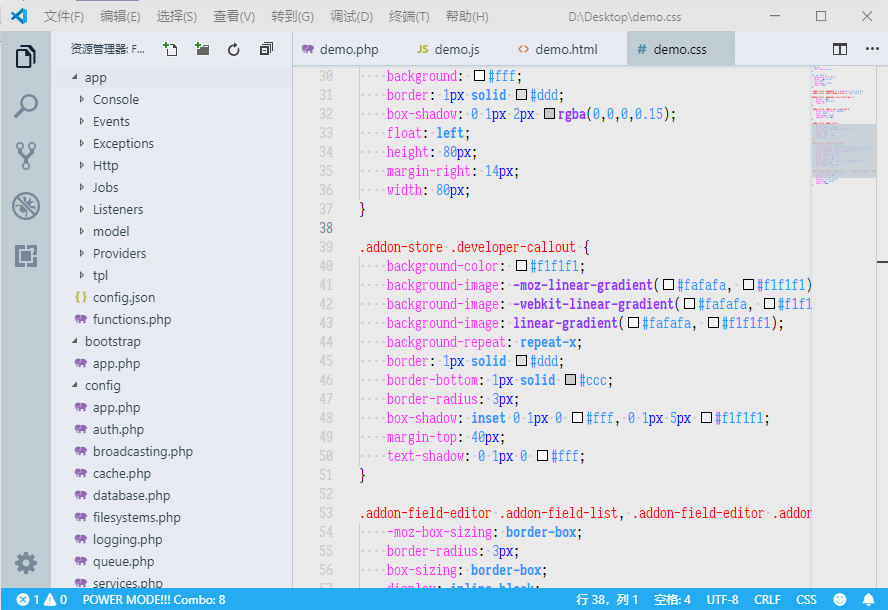 文件(F) 编辑(E) 选择(S) 查看(V) 转到(G) 调试(D) 终端(T) 帮助(H) D:\Desktop\demo.css
资源管理器: F...
demo.php
JS demo.js
<> demo.html
# demo.css
app
Console
Events
Exceptions
Http
Jobs
Listeners
model
Providers
tpl
{} config.json
functions.php
bootstrap
app.php
config
app.php
auth.php
broadcasting.php
cache.php
database.php
filesystems.php
logging.php
queue.php
services.php
30 background: #fff;
31 border: 1px solid #ddd;
32 box-shadow: 0 1px 2px rgba(0,0,0,0.15);
33 float: left;
34 height: 80px;
35 margin-right: 14px;
36 width: 80px;
37 }
38
39 .addon-store .developer-callout {
40 background-color: #f1f1f1;
41 background-image: -moz-linear-gradient(#fafafa, #f1f1f1)
42 background-image: -webkit-linear-gradient(#fafafa, #f1f1
43 background-image: linear-gradient(#fafafa, #f1f1f1);
44 background-repeat: repeat-x;
45 border: 1px solid #ddd;
46 border-bottom: 1px solid #ccc;
47 border-radius: 3px;
48 box-shadow: inset 0 1px 0 #fff, 0 1px 5px #f1f1f1;
49 margin-top: 40px;
50 text-shadow: 0 1px 0 #fff;
51 }
52
53 .addon-field-editor .addon-field-list, .addon-field-editor .addon
54 -moz-box-sizing: border-box;
55 border-radius: 3px;
56 box-sizing: border-box;
57 display: inline-block;
1 0 POWER MODE!!! Combo: 8 行 38，列 1 空格: 4 UTF-8 CRLF CSS